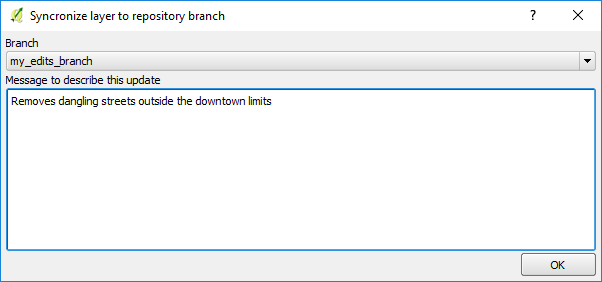 Syncronize layer to repository branch
?
Branch
my_edits_branch
Message to describe this update
Removes dangling streets outside the downtown limits
OK